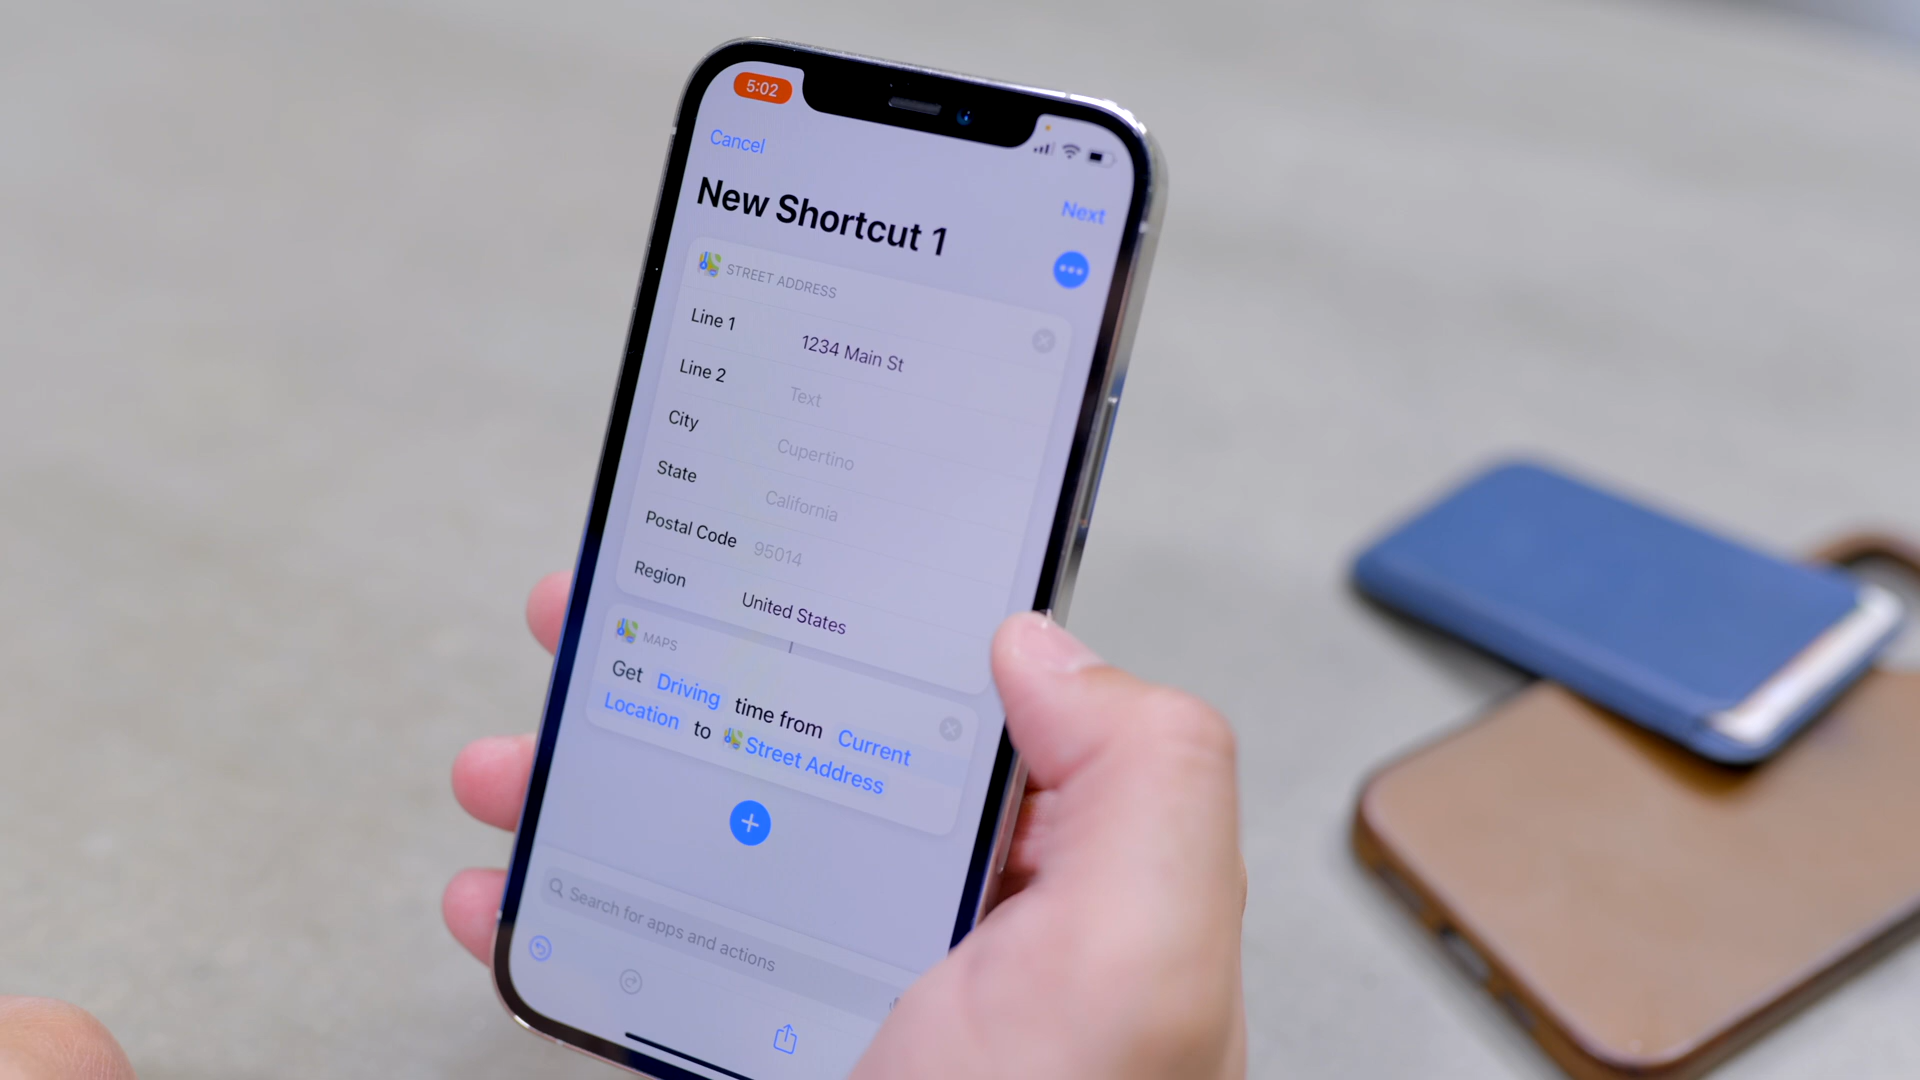 5:02
Cancel
Next
New Shortcut 1
STREET ADDRESS
Line 1 1234 Main St
Line 2 Text
City Cupertino
State California
Postal Code 95014
Region United States
MAPS
Get Driving time from Current
Location to Street Address
Search for apps and actions